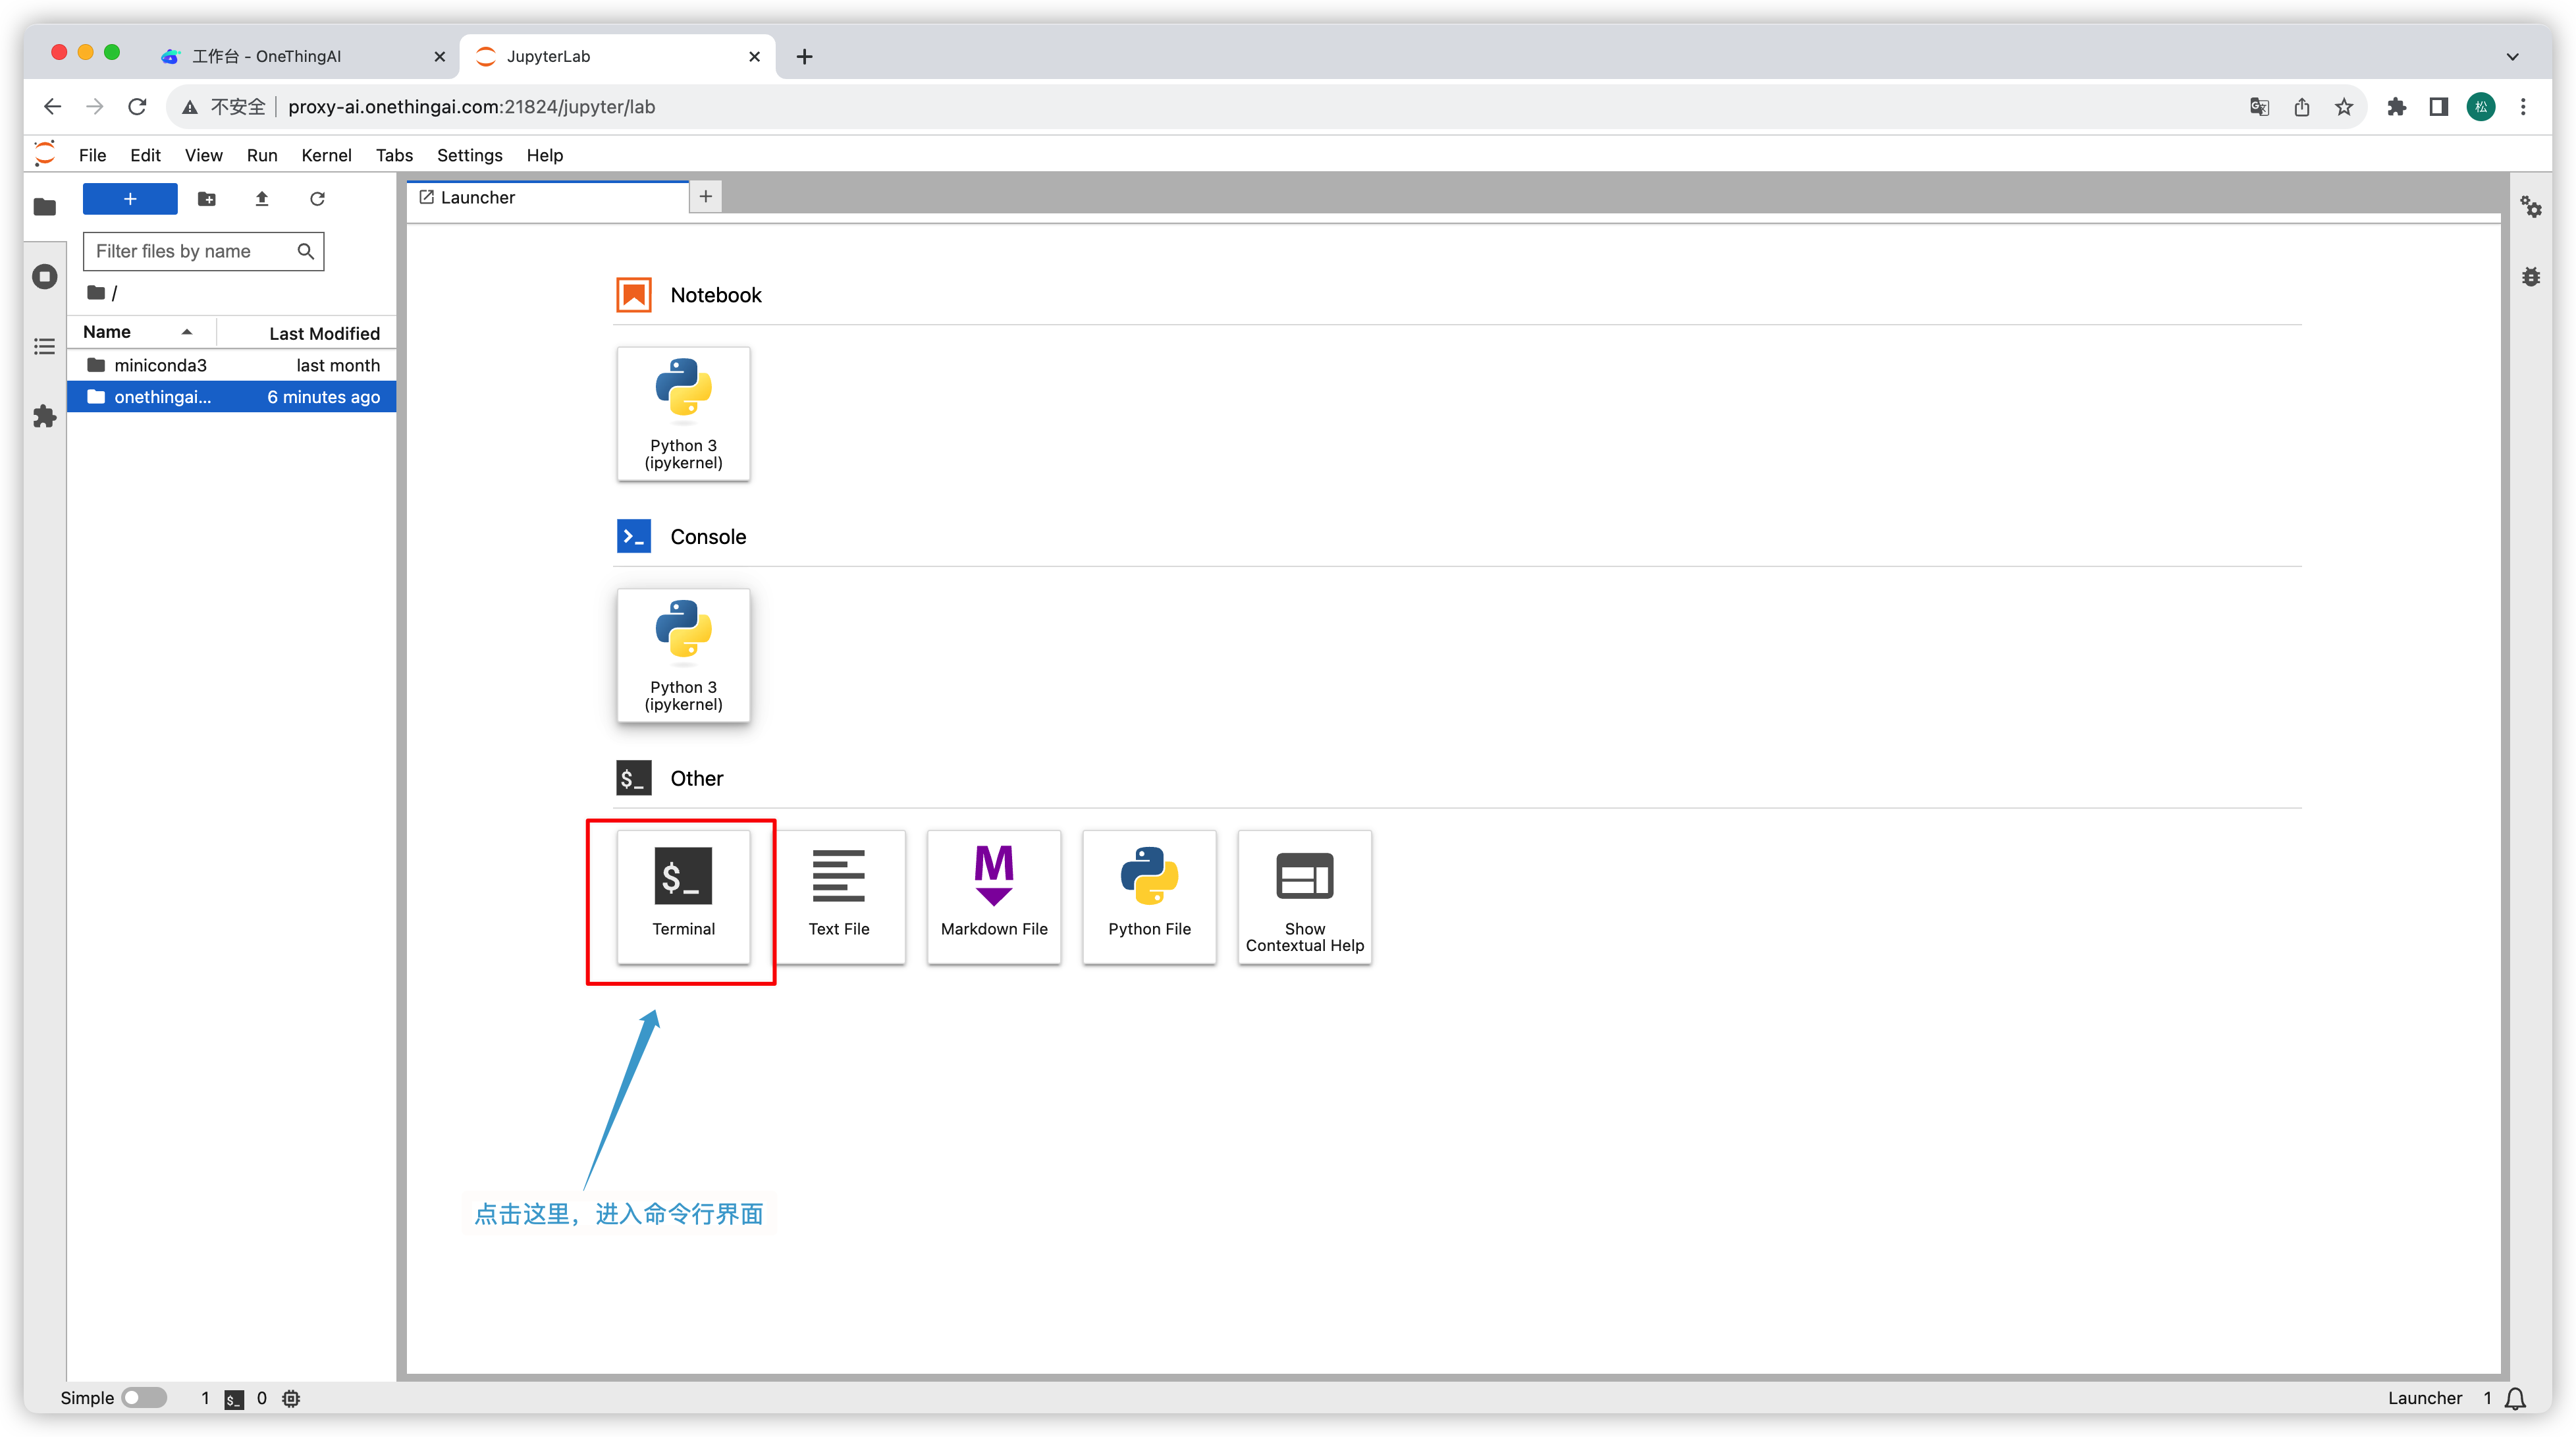 工作台 - OneThingAI
JupyterLab
不安全
proxy-ai.onethingai.com:21824/jupyter/lab
松
File Edit View Run Kernel Tabs Settings Help
Launcher
Filter files by name
/
Name Last Modified
miniconda3 last month
onethingai... 6 minutes ago
Notebook
Python 3
(ipykernel)
>_ Console
Python 3
(ipykernel)
$_ Other
$_
Terminal
Text File
M
Markdown File
Python File
Show
Contextual Help
点击这里，进入命令行界面
Simple 1 $_ 0
Launcher 1